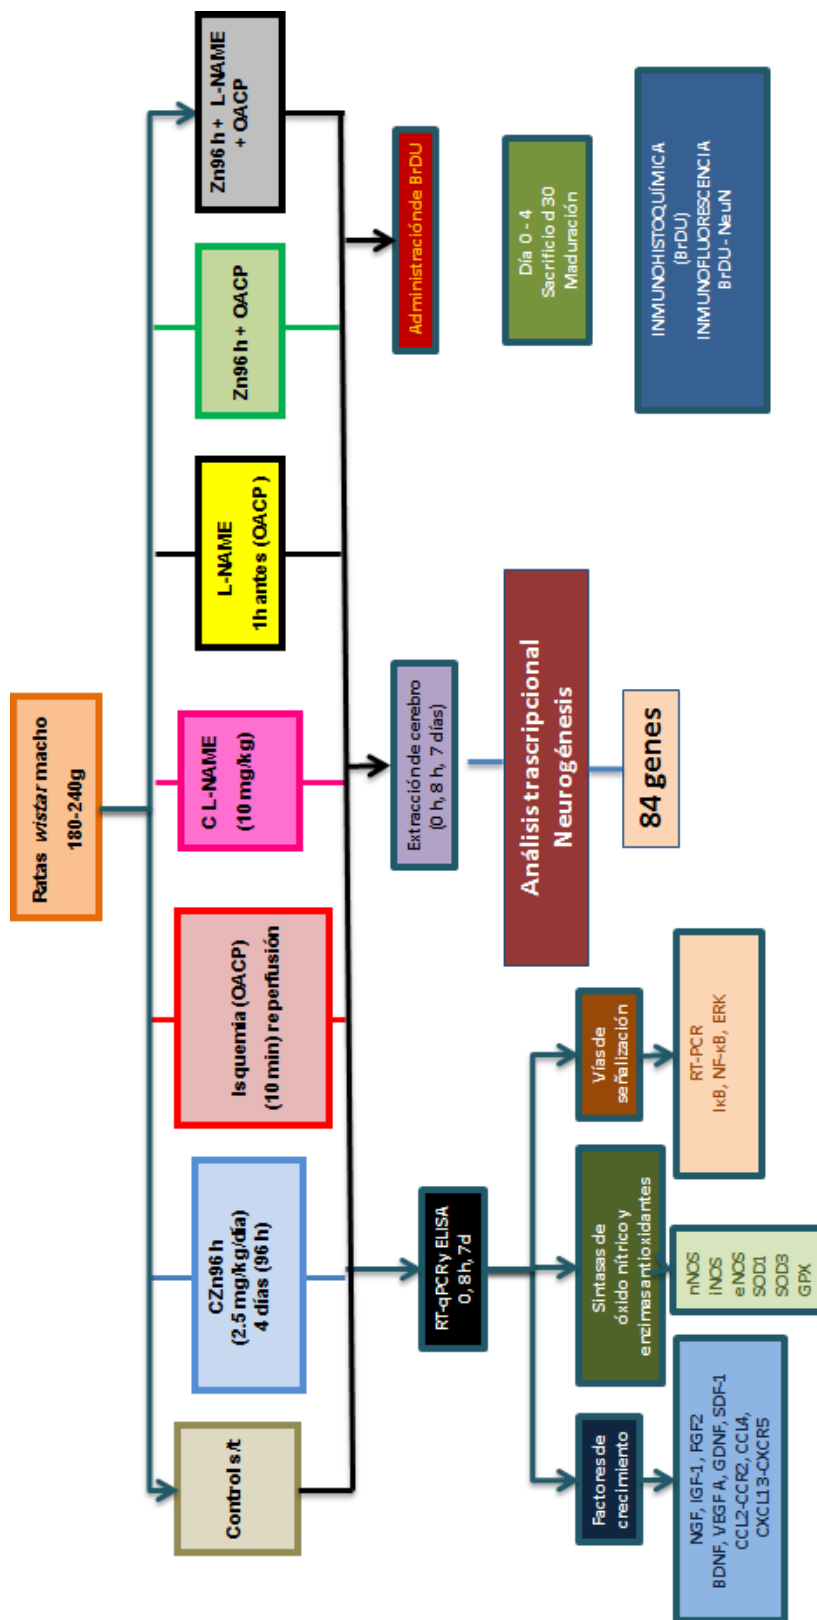 Ratas wistar macho
180-240g
Control s/t
CZn96 h
(2.5 mg/kg/día)
4 días (96 h)
Isquemia (OACP)
(10 min) reperfusión
C L-NAME
(10 mg/kg)
L-NAME
1h antes (OACP)
Zn96 h + OACP
Zn96 h + L-NAME
+ OACP
RT-qPCR y ELISA
0, 8h, 7d
Extracción de cerebro
(0 h, 8 h, 7 días)
Administración de BrDU
Factores de
crecimiento
Sintasas de
óxido nítrico y
enzimas antioxidantes
Vías de
señalización
Análisis trascripcional
Neurogénesis
Día 0 - 4
Sacrificio d 30
Maduración
NGF, IGF-1, FGF2
BDNF, VEGF A, GDNF, SDF-1
CCL2-CCR2, CCL4,
CXCL13-CXCR5
nNOS
iNOS
eNOS
SOD1
SOD3
GPX
RT-PCR
IκB, NF-κB, ERK
84 genes
INMUNOHISTOQUÍMICA
(BrDU)
INMUNOFLUORESCENCIA
BrDU - NeuN